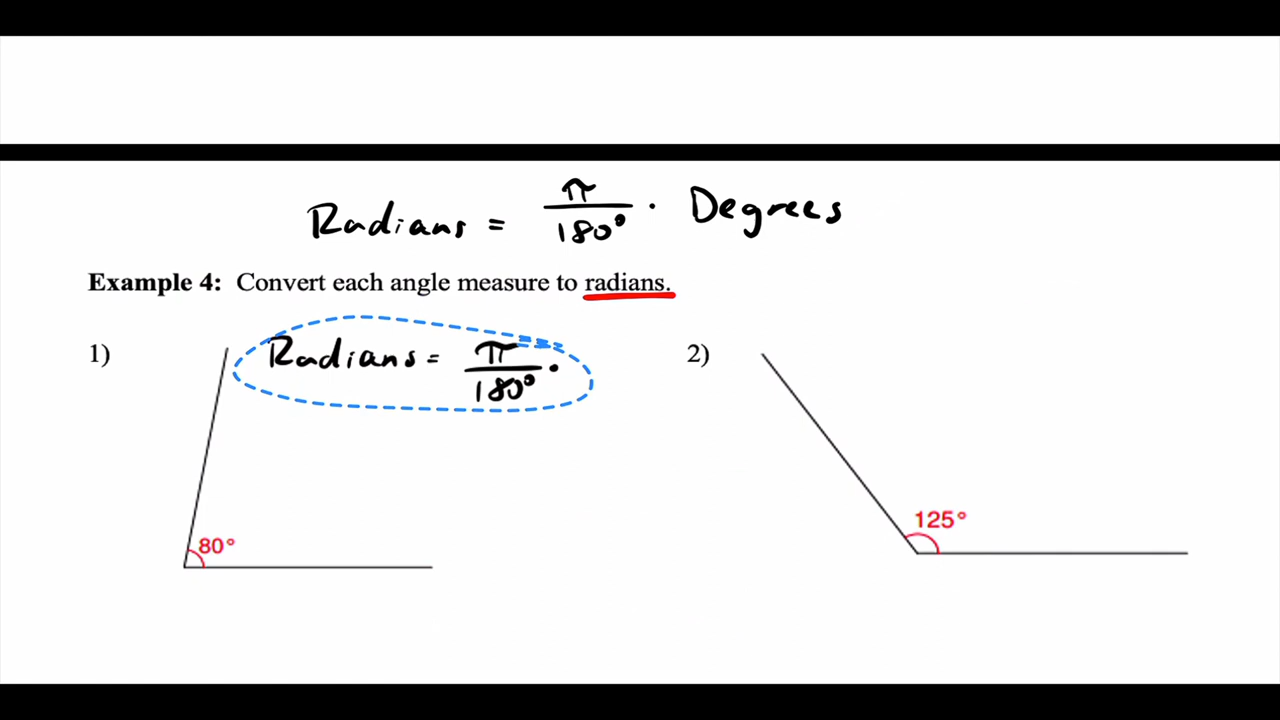 Radians = π/180° · Degrees
Example 4: Convert each angle measure to radians.
1) Radians = π/180° ·
2)
80°
125°